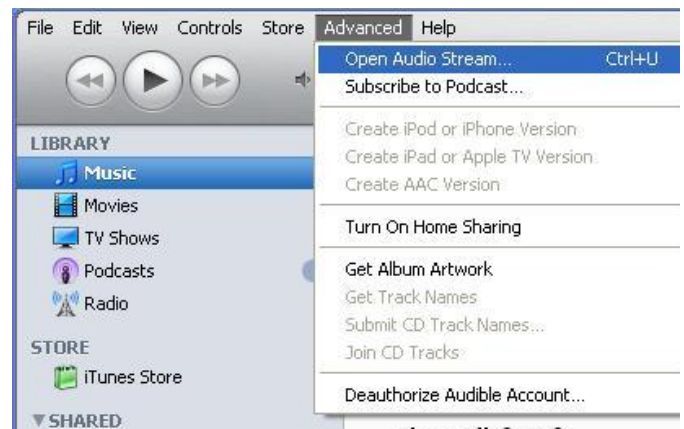 File Edit View Controls Store Advanced Help
Open Audio Stream... Ctrl+U
Subscribe to Podcast...
Create iPod or iPhone Version
Create iPad or Apple TV Version
Create AAC Version
Turn On Home Sharing
Get Album Artwork
Get Track Names
Submit CD Track Names...
Join CD Tracks
Deauthorize Audible Account...
LIBRARY
Music
Movies
TV Shows
Podcasts
Radio
STORE
iTunes Store
SHARED